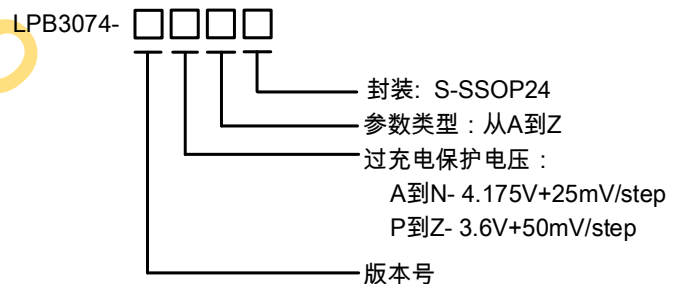 LPB3074-
封装: S-SSOP24
参数类型：从A到Z
过充电保护电压：
A到N- 4.175V+25mV/step
P到Z- 3.6V+50mV/step
版本号